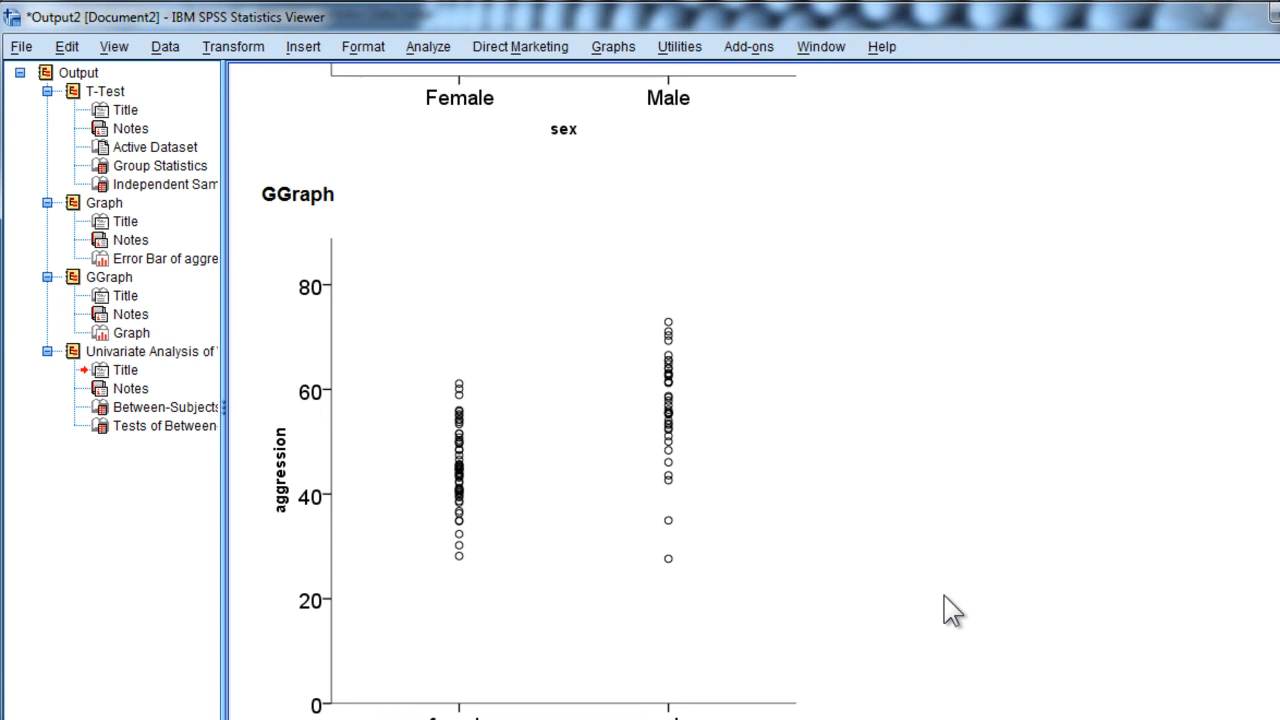 *Output2 [Document2] - IBM SPSS Statistics Viewer
File Edit View Data Transform Insert Format Analyze Direct Marketing Graphs Utilities Add-ons Window Help
Output
T-Test
Title
Notes
Active Dataset
Group Statistics
Independent Sam
Graph
Title
Notes
Error Bar of aggre
GGraph
Title
Notes
Graph
Univariate Analysis of
Title
Notes
Between-Subjects
Tests of Between-
Female Male
sex
GGraph
80
60
40
20
0
aggression